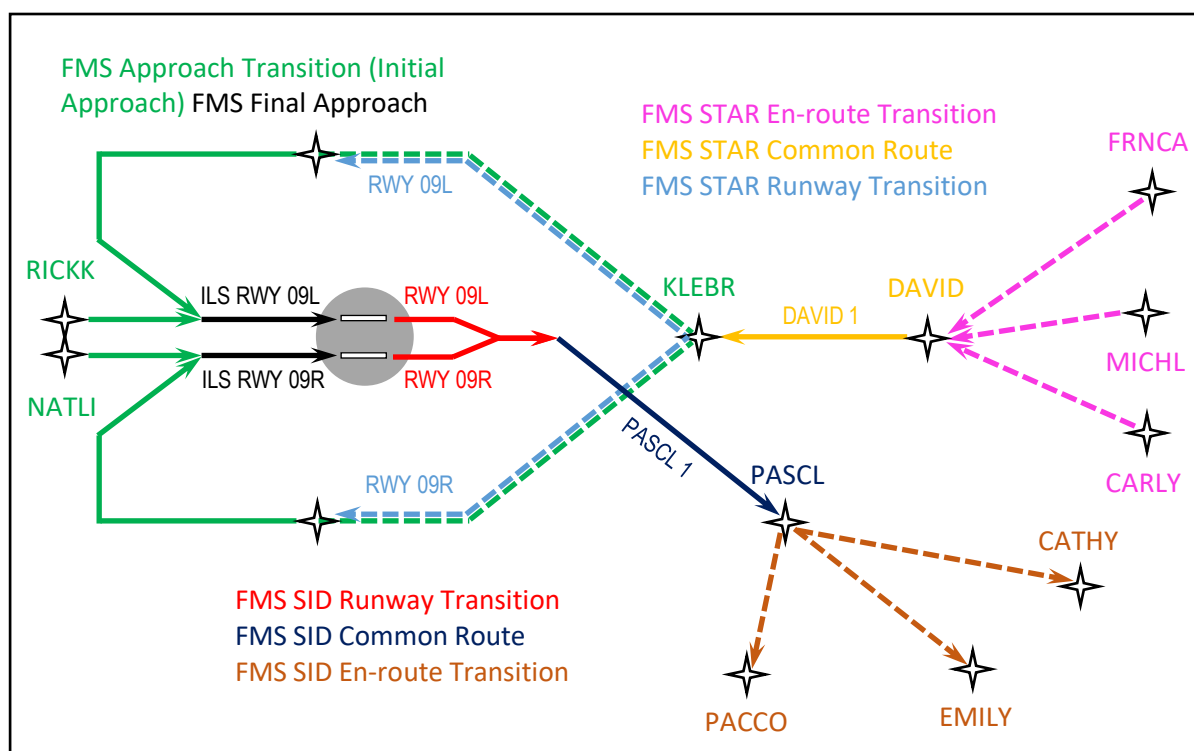 FMS Approach Transition (Initial
Approach) FMS Final Approach
FMS STAR En-route Transition
FMS STAR Common Route
FMS STAR Runway Transition
FRNCA
RWY 09L
RICKK
ILS RWY 09L
RWY 09L
KLEBR
DAVID
DAVID 1
MICHL
ILS RWY 09R
RWY 09R
NATLI
PASCL 1
CARLY
RWY 09R
PASCL
CATHY
FMS SID Runway Transition
FMS SID Common Route
FMS SID En-route Transition
PACCO
EMILY